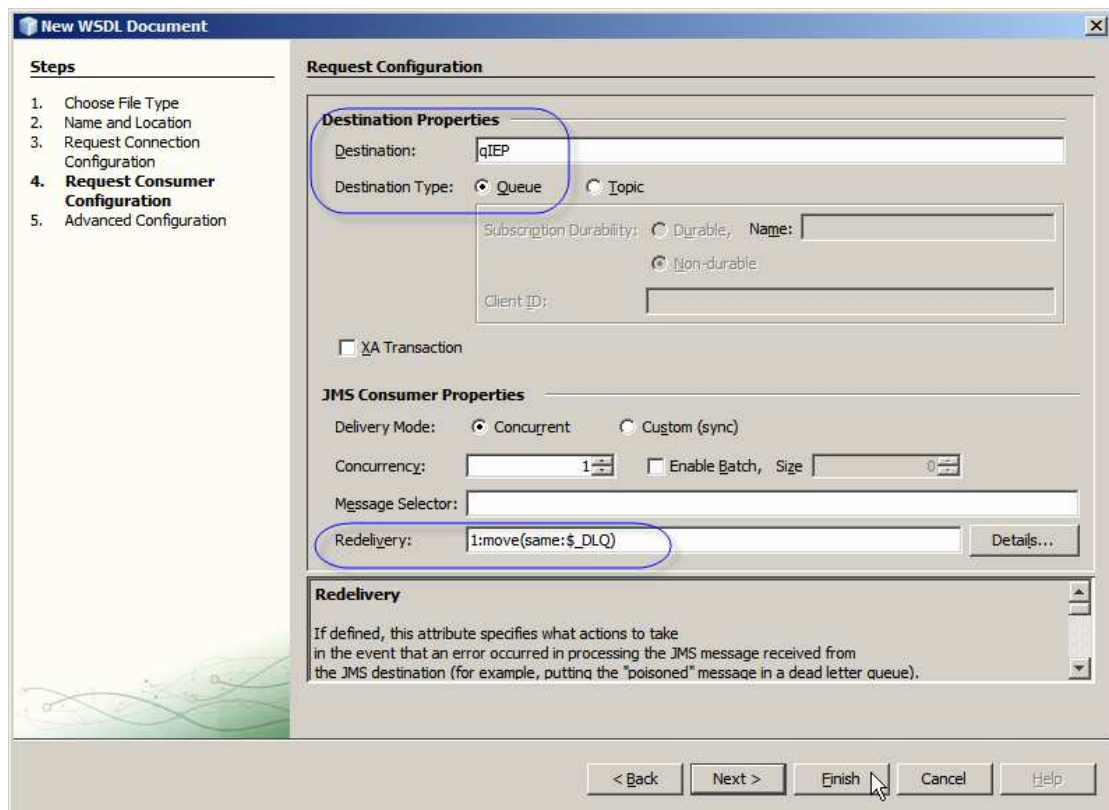 New WSDL Document
Steps
1. Choose File Type
2. Name and Location
3. Request Connection
Configuration
4. Request Consumer
Configuration
5. Advanced Configuration
Request Configuration
Destination Properties
Destination: qIEP
Destination Type: Queue Topic
Subscription Durability: Durable, Name:
Non-durable
Client ID:
XA Transaction
JMS Consumer Properties
Delivery Mode: Concurrent Custom (sync)
Concurrency: 1 Enable Batch, Size 0
Message Selector:
Redelivery: 1:move(same:$_DLQ) Details...
Redelivery
If defined, this attribute specifies what actions to take
in the event that an error occurred in processing the JMS message received from
the JMS destination (for example, putting the "poisoned" message in a dead letter queue).
< Back Next > Finish Cancel Help